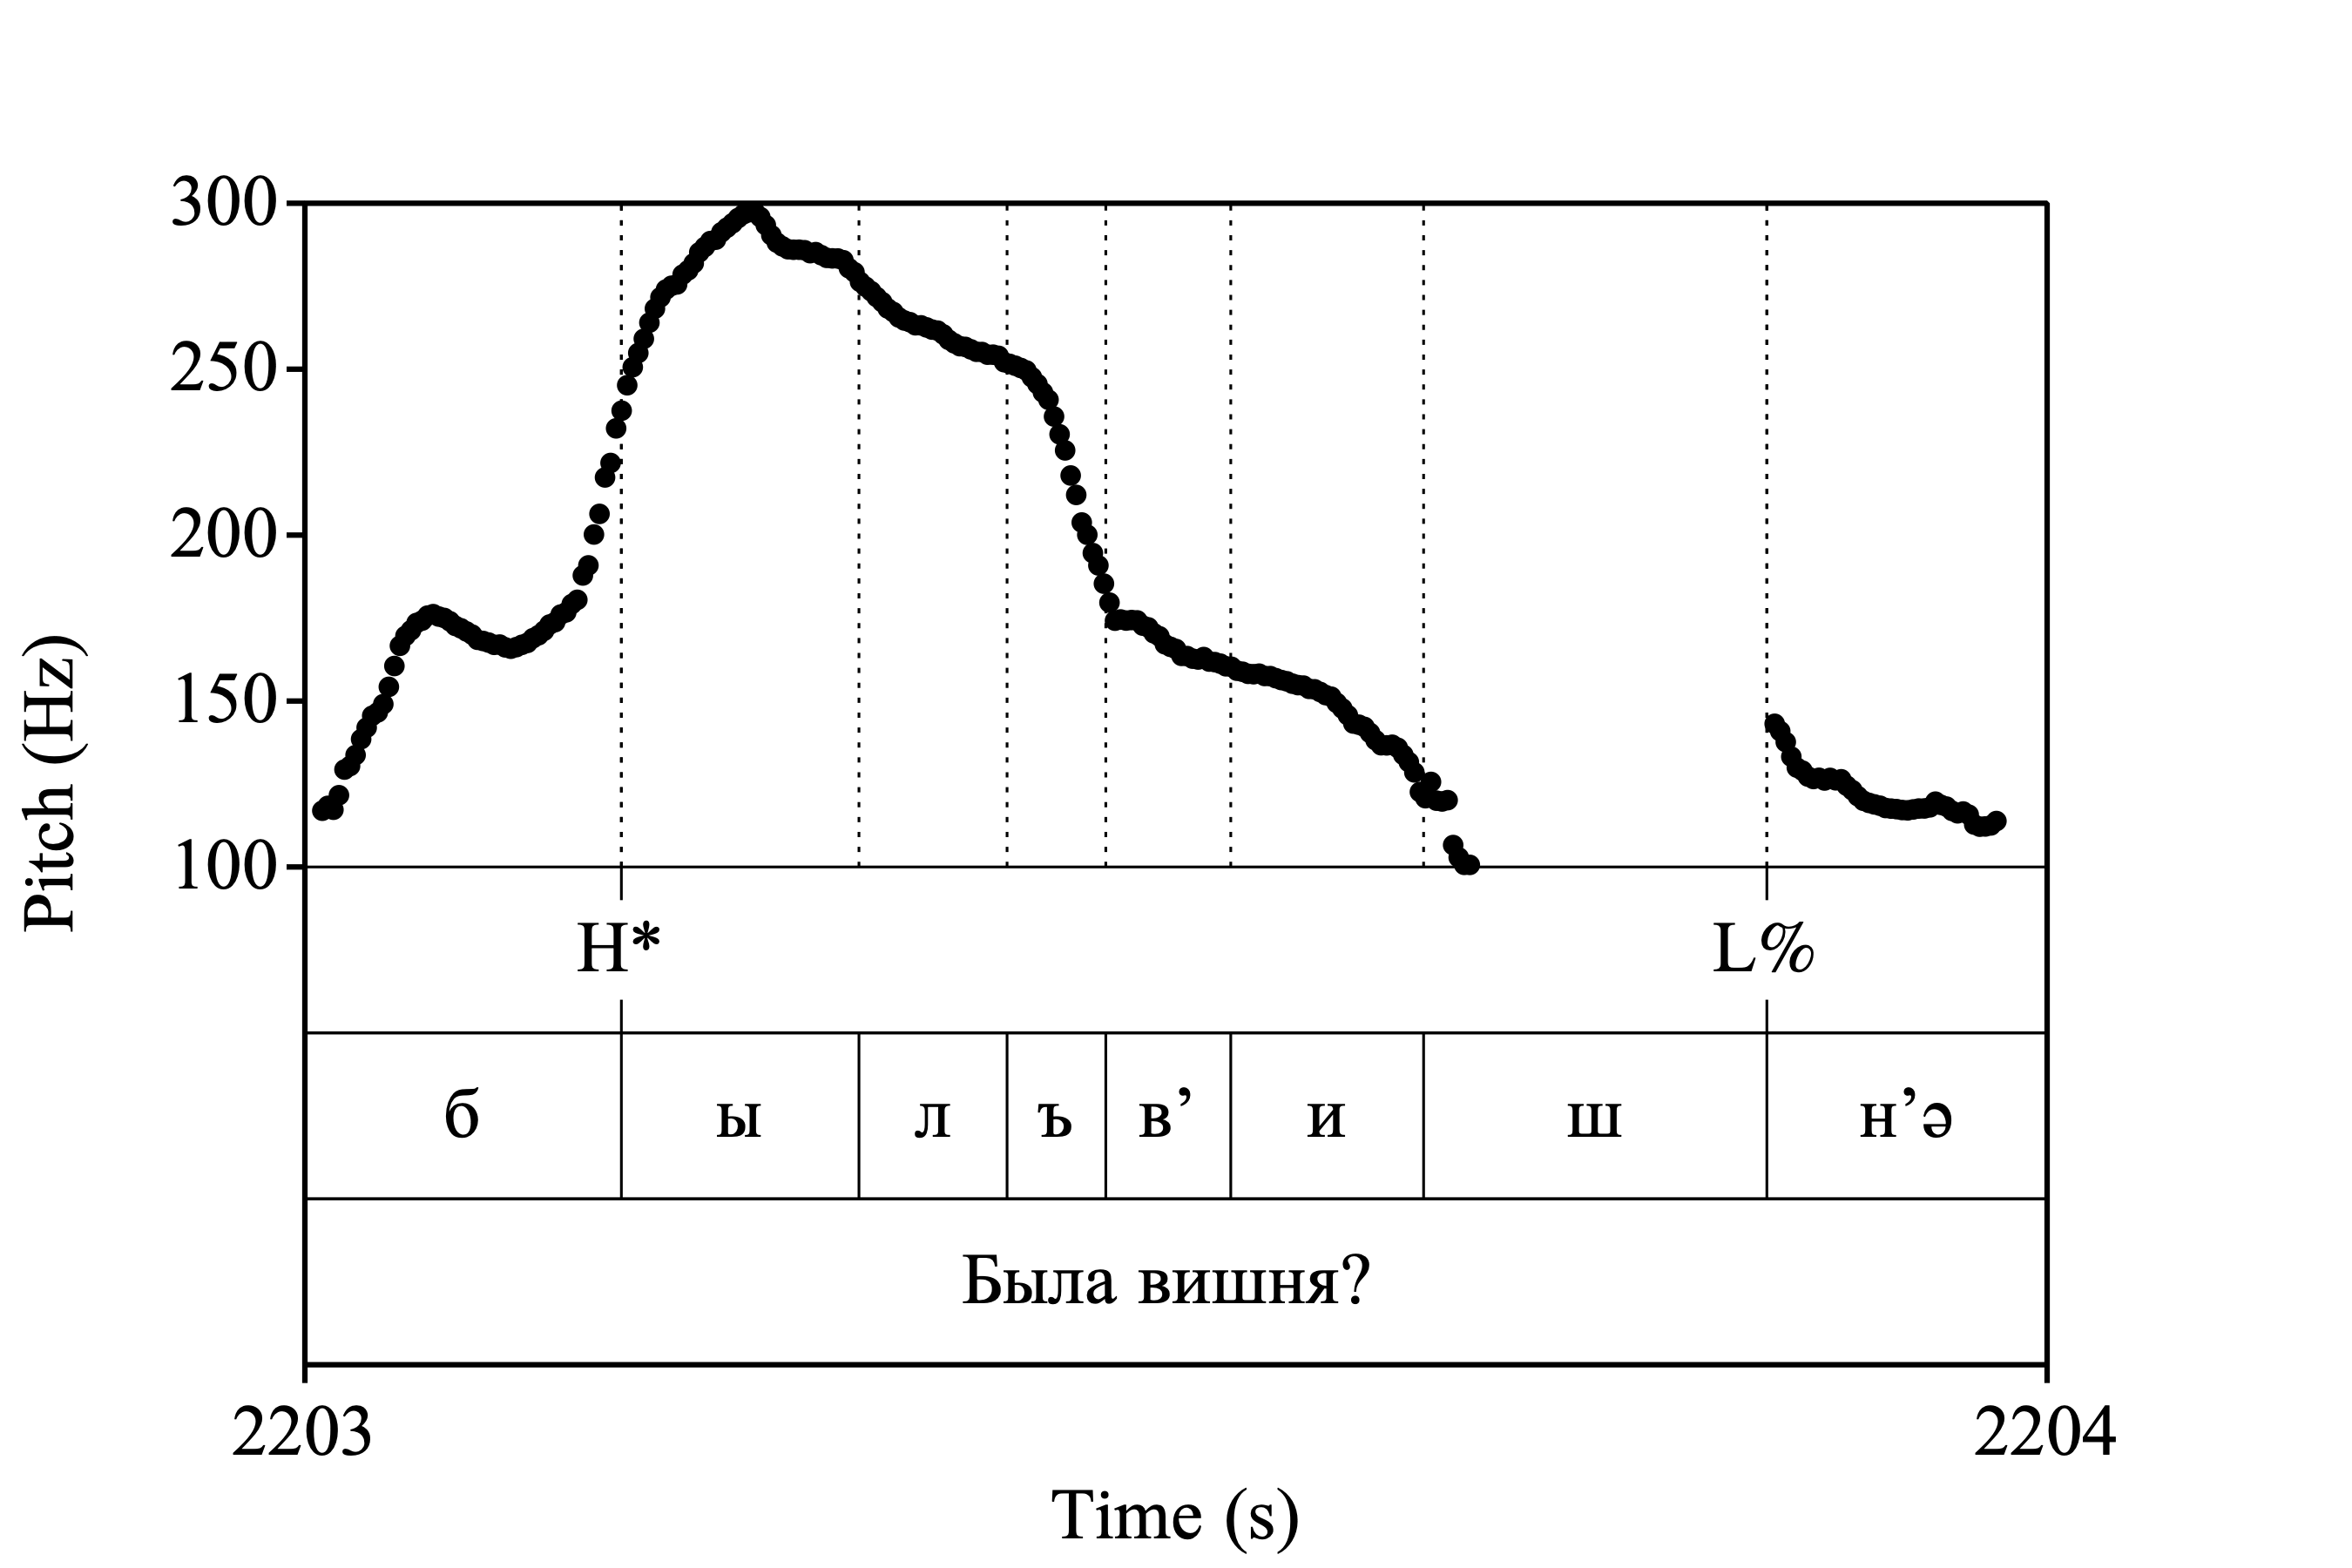 300
250
200
150
100
Pitch (Hz)
H* L%
б ы л ъ в’ и ш н’ə
Была вишня?
2203 2204
Time (s)